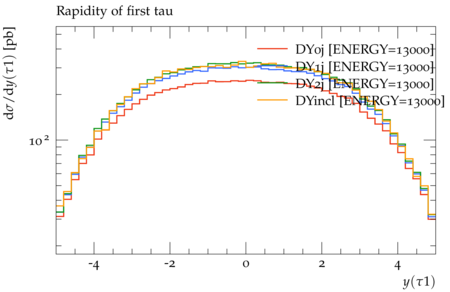 Rapidity of first tau
dσ/dy(τ1) [pb]
DY0j [ENERGY=13000]
DY1j [ENERGY=13000]
DY2j [ENERGY=13000]
DYincl [ENERGY=13000]
10²
-4 -2 0 2 4
y(τ1)